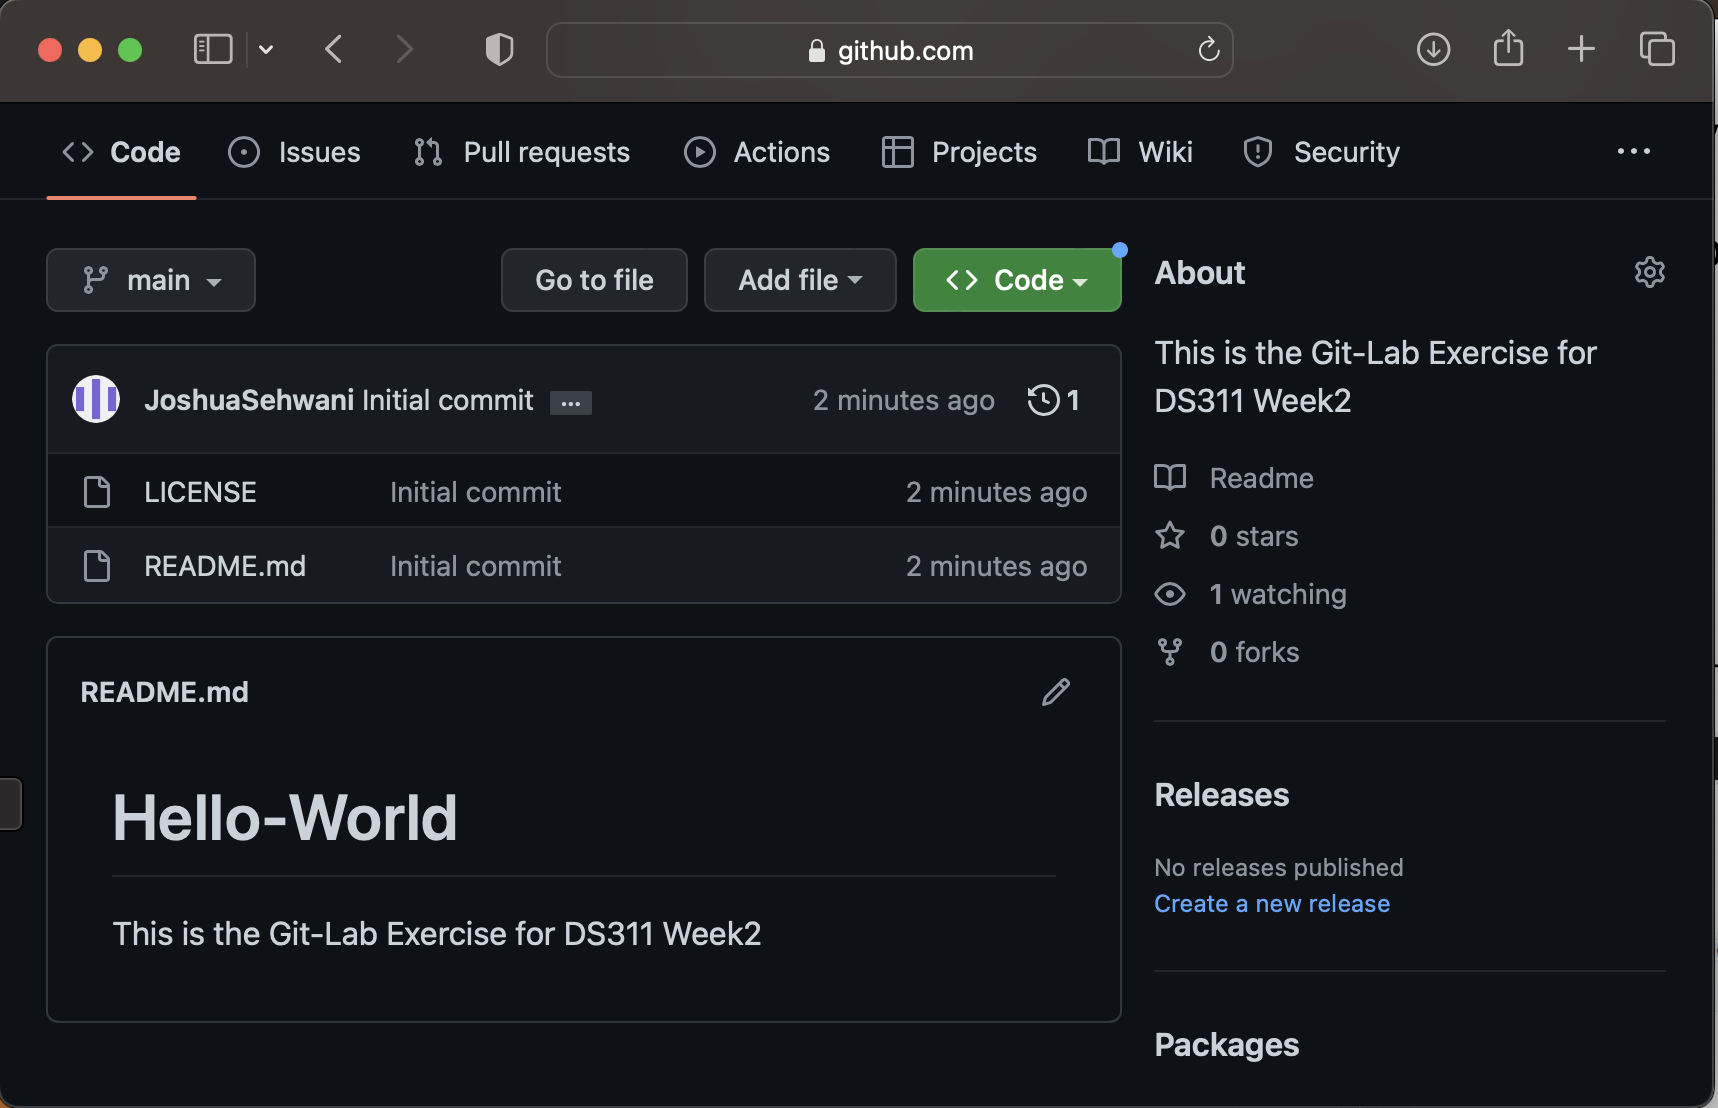 github.com
Code Issues Pull requests Actions Projects Wiki Security ...
main Go to file Add file Code
JoshuaSehwani Initial commit ... 2 minutes ago 1
LICENSE Initial commit 2 minutes ago
README.md Initial commit 2 minutes ago
README.md
Hello-World
This is the Git-Lab Exercise for DS311 Week2
About
This is the Git-Lab Exercise for
DS311 Week2
Readme
0 stars
1 watching
0 forks
Releases
No releases published
Create a new release
Packages